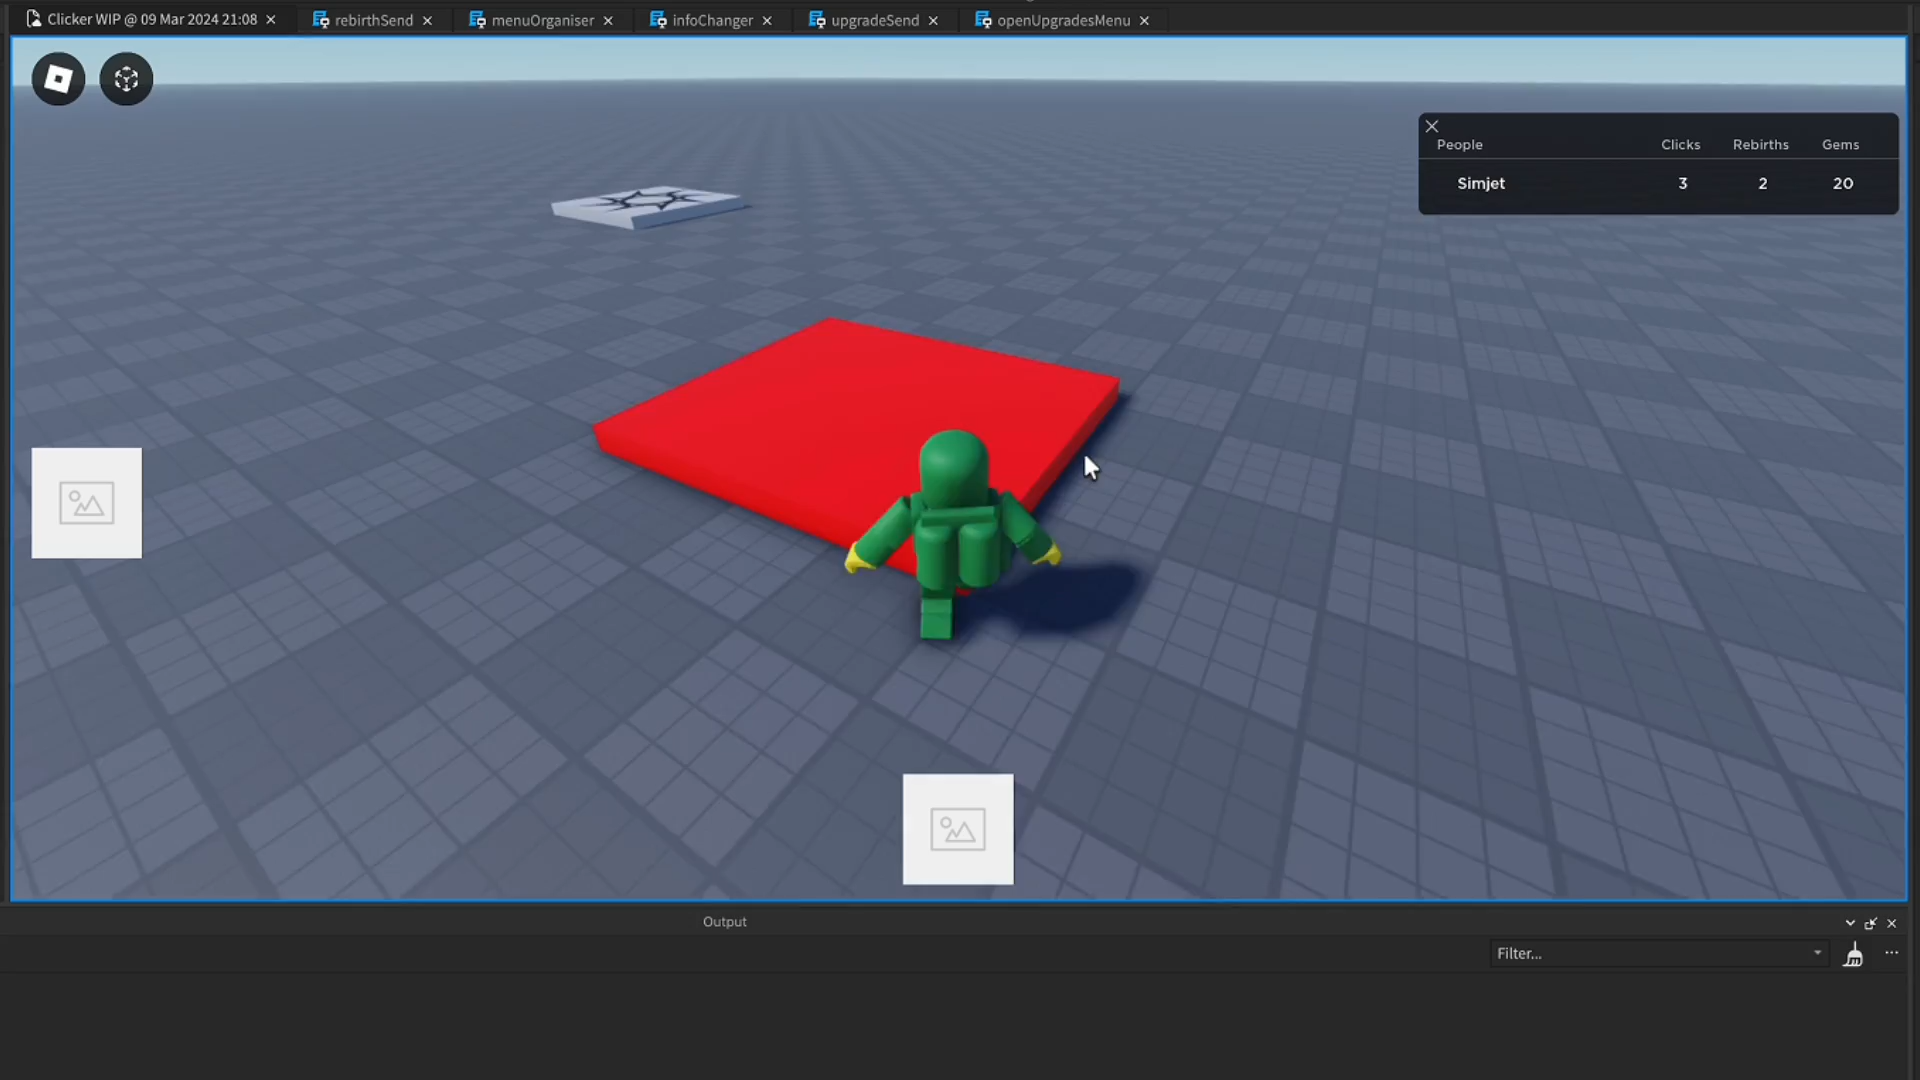 Clicker WIP @ 09 Mar 2024 21:08
rebirthSend
menuOrganiser
infoChanger
upgradeSend
openUpgradesMenu
People Clicks Rebirths Gems
Simjet 3 2 20
Output
Filter...